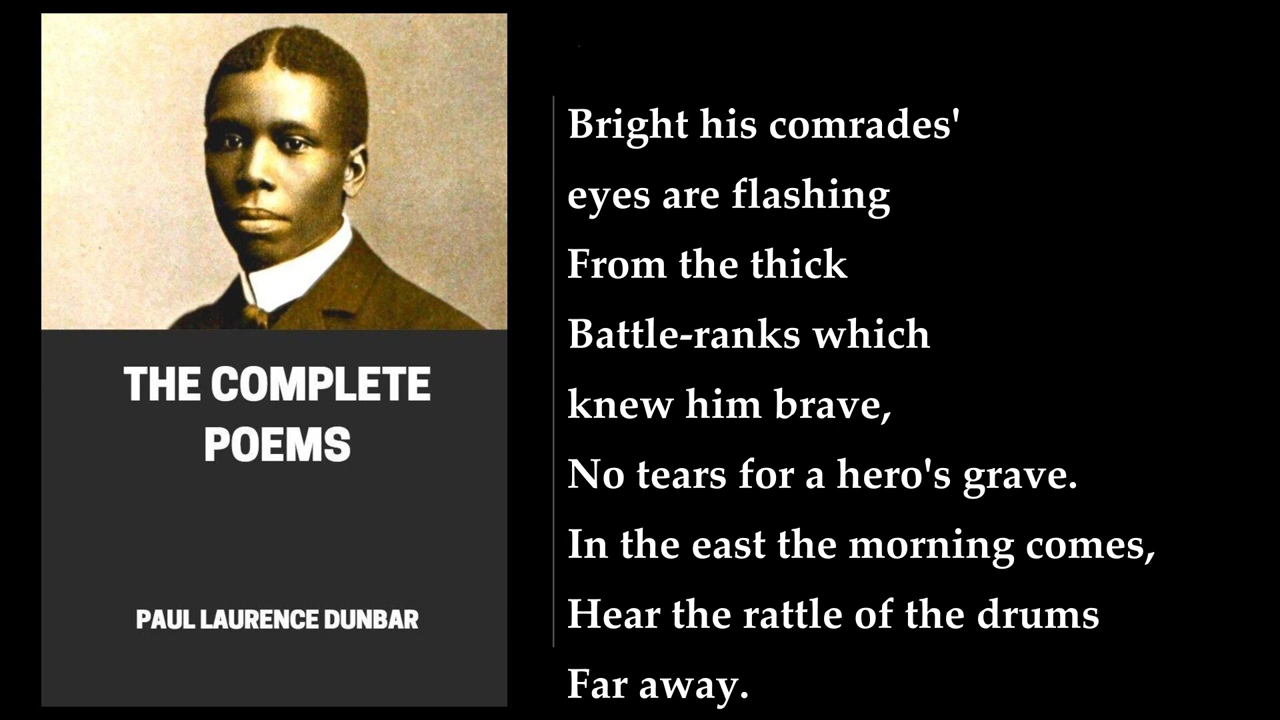 THE COMPLETE
POEMS
PAUL LAURENCE DUNBAR
Bright his comrades'
eyes are flashing
From the thick
Battle-ranks which
knew him brave,
No tears for a hero's grave.
In the east the morning comes,
Hear the rattle of the drums
Far away.